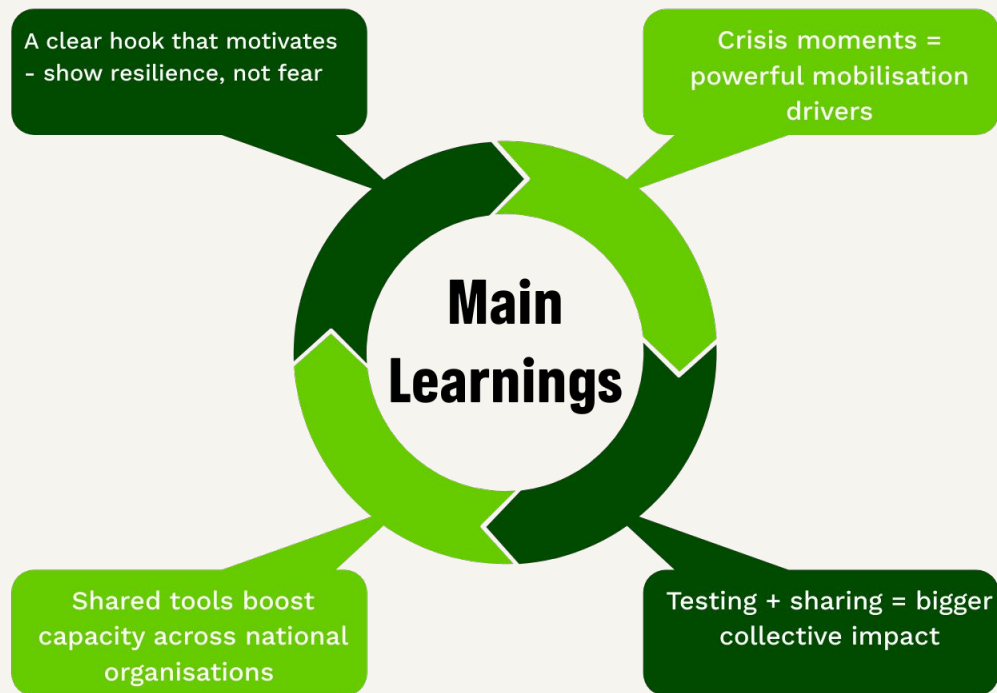 A clear hook that motivates
- show resilience, not fear
Crisis moments =
powerful mobilisation
drivers
Main
Learnings
Shared tools boost
capacity across national
organisations
Testing + sharing = bigger
collective impact